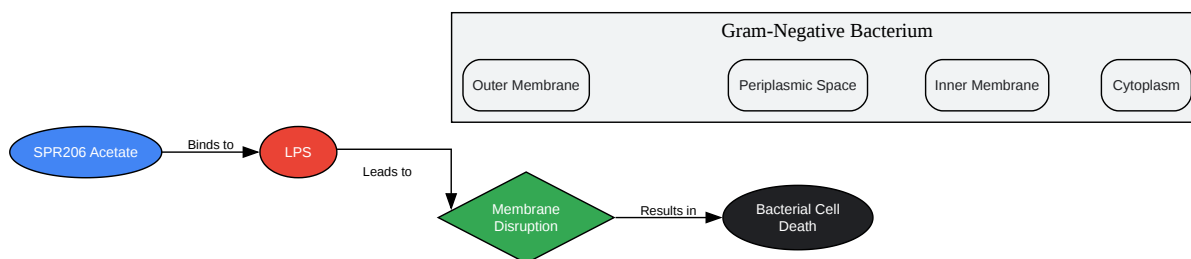 Gram-Negative Bacterium
Outer Membrane
Periplasmic Space
Inner Membrane
Cytoplasm
SPR206 Acetate
Binds to
LPS
Leads to
Membrane
Disruption
Results in
Bacterial Cell
Death